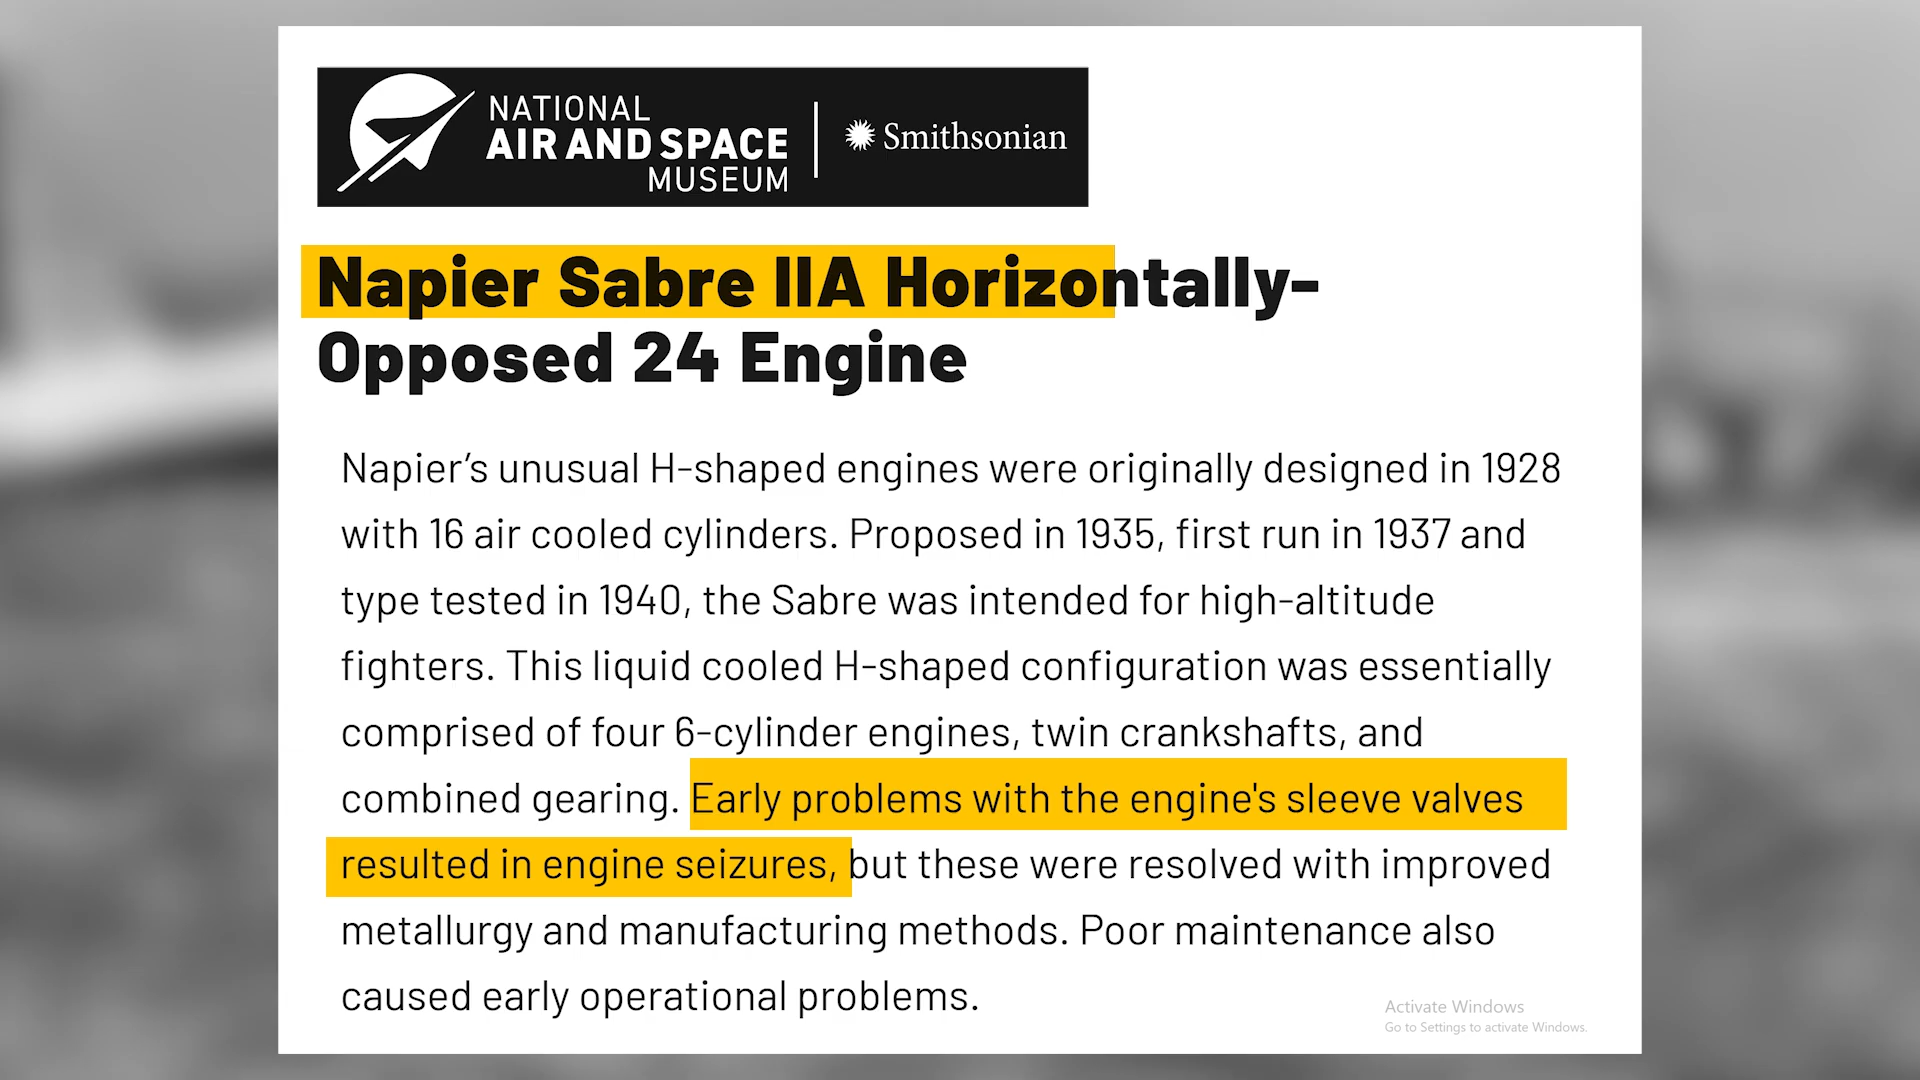 NATIONAL
AIR AND SPACE
MUSEUM
Smithsonian
Napier Sabre IIA Horizontally-
Opposed 24 Engine
Napier’s unusual H-shaped engines were originally designed in 1928
with 16 air cooled cylinders. Proposed in 1935, first run in 1937 and
type tested in 1940, the Sabre was intended for high-altitude
fighters. This liquid cooled H-shaped configuration was essentially
comprised of four 6-cylinder engines, twin crankshafts, and
combined gearing. Early problems with the engine's sleeve valves
resulted in engine seizures, but these were resolved with improved
metallurgy and manufacturing methods. Poor maintenance also
caused early operational problems.
Activate Windows
Go to Settings to activate Windows.